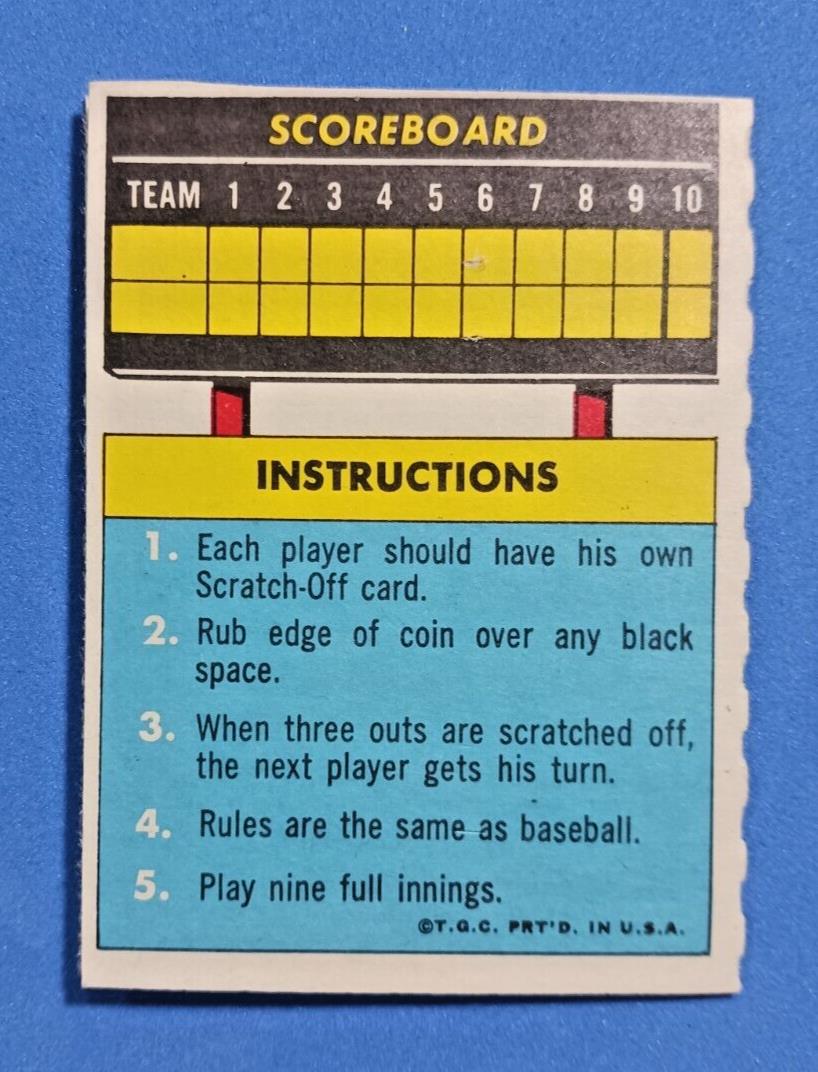 SCOREBOARD
TEAM 1 2 3 4 5 6 7 8 9 10
INSTRUCTIONS
1. Each player should have his own
Scratch-Off card.
2. Rub edge of coin over any black
space.
3. When three outs are scratched off,
the next player gets his turn.
4. Rules are the same as baseball.
5. Play nine full innings.
©T.G.C. PRT'D. IN U.S.A.